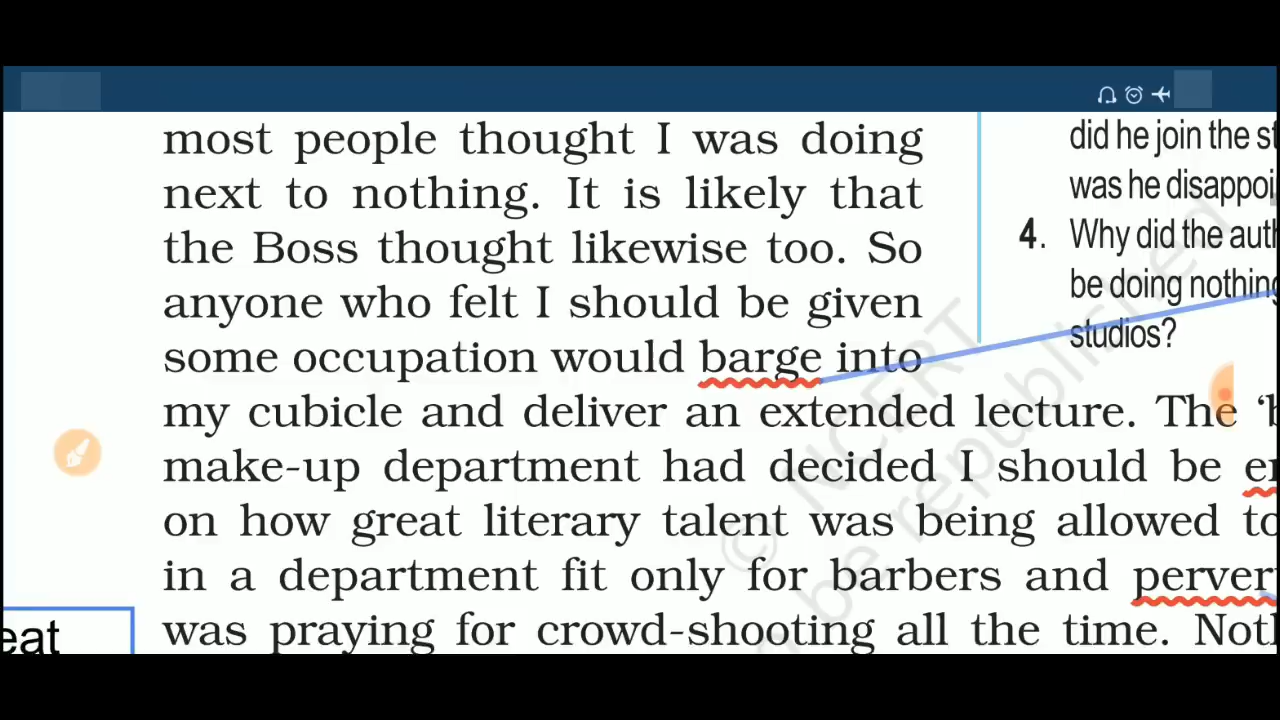 most people thought I was doing
next to nothing. It is likely that
the Boss thought likewise too. So
anyone who felt I should be given
some occupation would barge into
my cubicle and deliver an extended lecture. The
make-up department had decided I should be
on how great literary talent was being allowed
in a department fit only for barbers and
was praying for crowd-shooting all the time.
did he join the
was he
4. Why did the
be doing
studios?
© NCERT
be republished